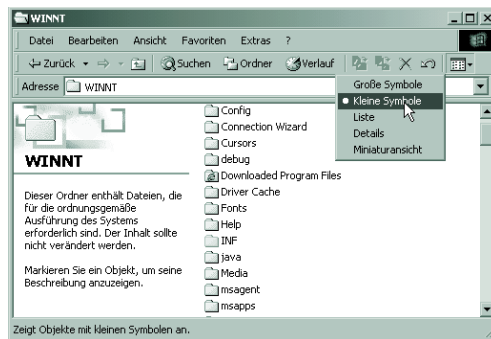 WINNT
Datei Bearbeiten Ansicht Favoriten Extras ?
Zurück Suchen Ordner Verlauf
Adresse WINNT
Große Symbole
Kleine Symbole
Liste
Details
Miniaturansicht
WINNT
Dieser Ordner enthält Dateien, die
für die ordnungsgemäße
Ausführung des Systems
erforderlich sind. Der Inhalt sollte
nicht verändert werden.
Markieren Sie ein Objekt, um seine
Beschreibung anzuzeigen.
Config
Connection Wizard
Cursors
debug
Downloaded Program Files
Driver Cache
Fonts
Help
INF
java
Media
msagent
msapps
Zeigt Objekte mit kleinen Symbolen an.